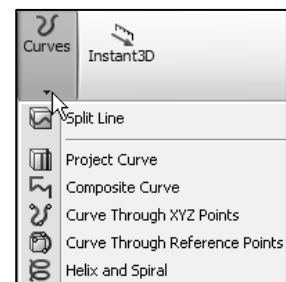 Curves
Instant3D
Split Line
Project Curve
Composite Curve
Curve Through XYZ Points
Curve Through Reference Points
Helix and Spiral